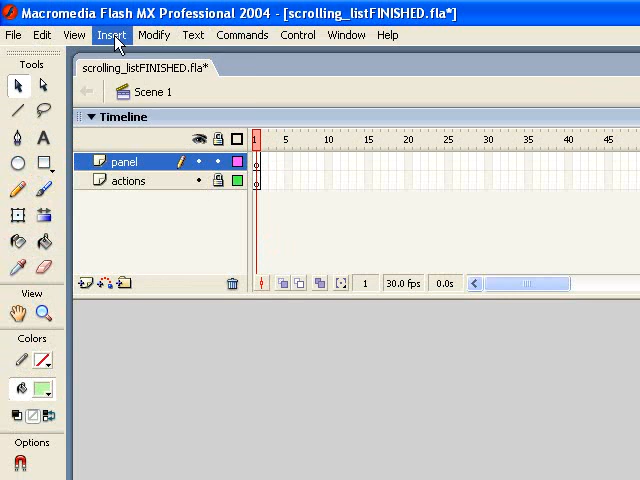 Macromedia Flash MX Professional 2004 - [scrolling_listFINISHED.fla*]
File Edit View Insert Modify Text Commands Control Window Help
Tools
scrolling_listFINISHED.fla*
Scene 1
Timeline
1 5 10 15 20 25 30 35 40 45
panel
actions
1 30.0 fps 0.0s
View
Colors
Options
A